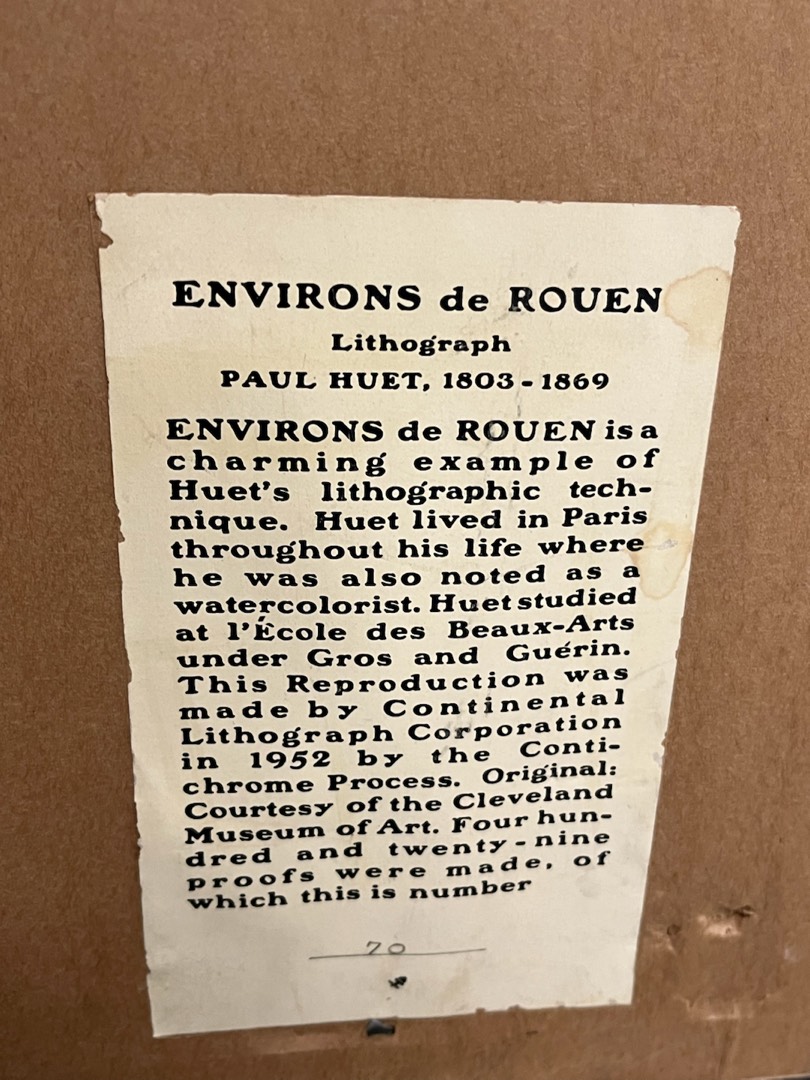 ENVIRONS de ROUEN
Lithograph
PAUL HUET, 1803-1869
ENVIRONS de ROUEN is a
charming example of
Huet's lithographic tech-
nique. Huet lived in Paris
throughout his life where
he was also noted as a
watercolorist. Huet studied
at l'École des Beaux-Arts
under Gros and Guérin.
This Reproduction was
made by Continental
Lithograph Corporation
in 1952 by the Conti-
chrome Process. Original:
Courtesy of the Cleveland
Museum of Art. Four hun-
dred and twenty-nine
proofs were made, of
which this is number
70